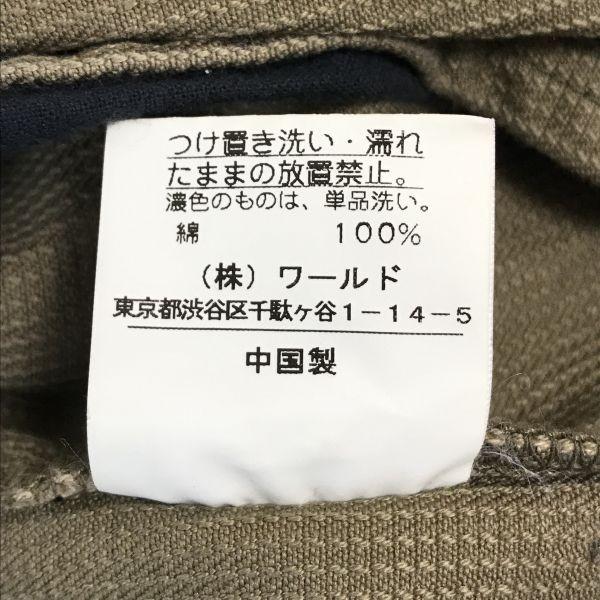 つけ置き洗い・濡れ
たままの放置禁止。
濃色のものは、単品洗い。
綿 100%
(株)ワールド
東京都渋谷区千駄ヶ谷1-14-5
中国製